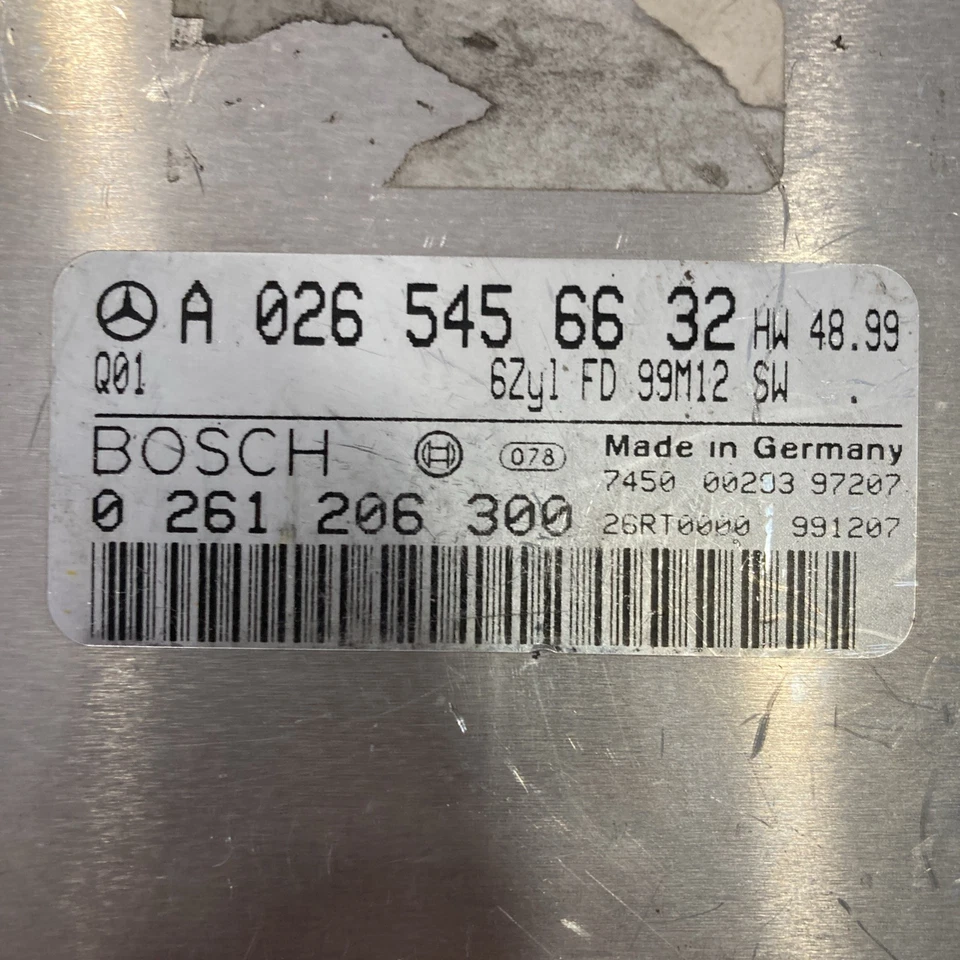 A 026 545 66 32 HW 48.99
Q01 6Zyl FD 99M12 SW .
BOSCH 078 Made in Germany
7450 00293 97207
0 261 206 300 26RT0000 991207